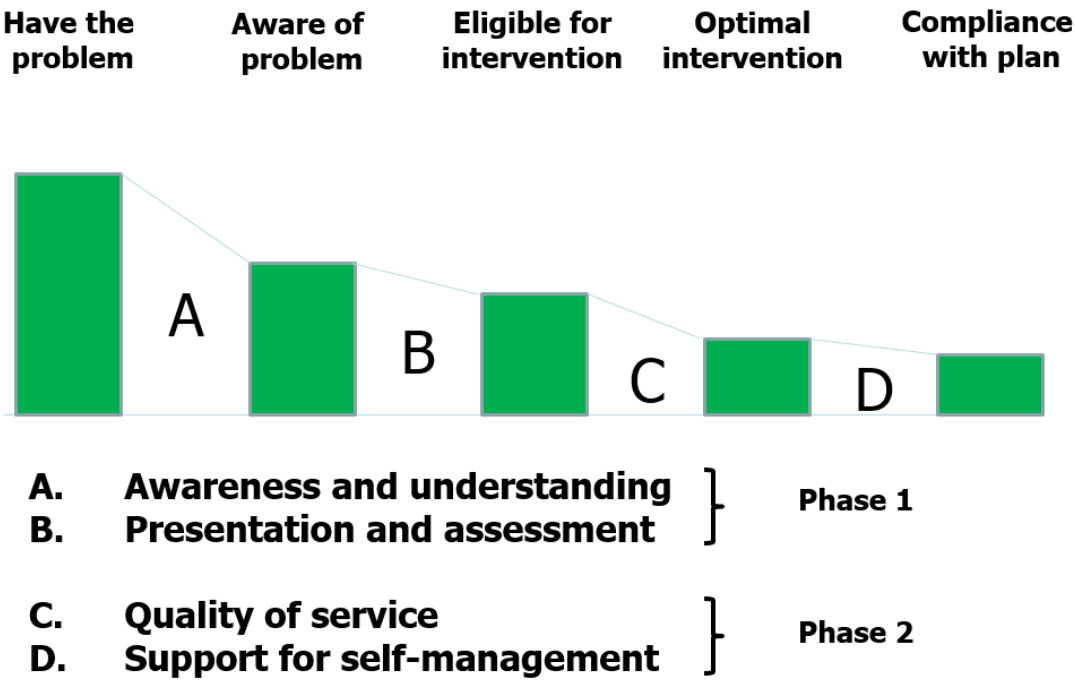 Have the
problem
Aware of
problem
Eligible for
intervention
Optimal
intervention
Compliance
with plan
A
B
C
D
A. Awareness and understanding
B. Presentation and assessment
Phase 1
C. Quality of service
D. Support for self-management
Phase 2